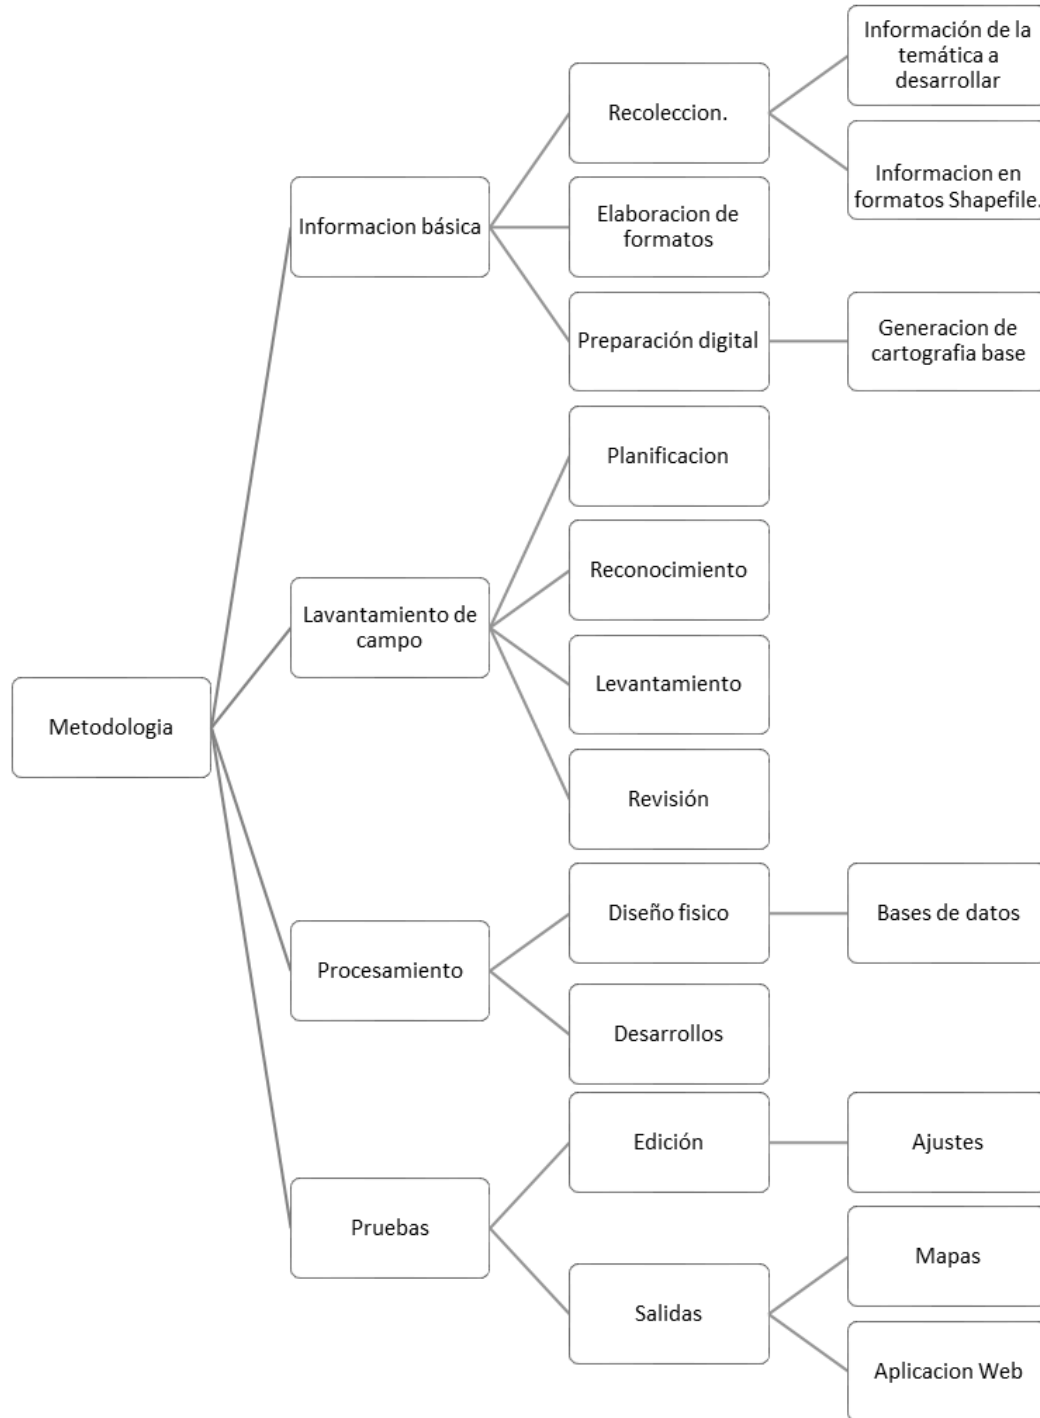 Metodologia
Informacion básica
Recoleccion.
Información de la
temática a
desarrollar
Informacion en
formatos Shapefile.
Elaboracion de
formatos
Preparación digital
Generacion de
cartografia base
Lavantamiento de
campo
Planificacion
Reconocimiento
Levantamiento
Revisión
Procesamiento
Diseño fisico
Bases de datos
Desarrollos
Pruebas
Edición
Ajustes
Salidas
Mapas
Aplicacion Web